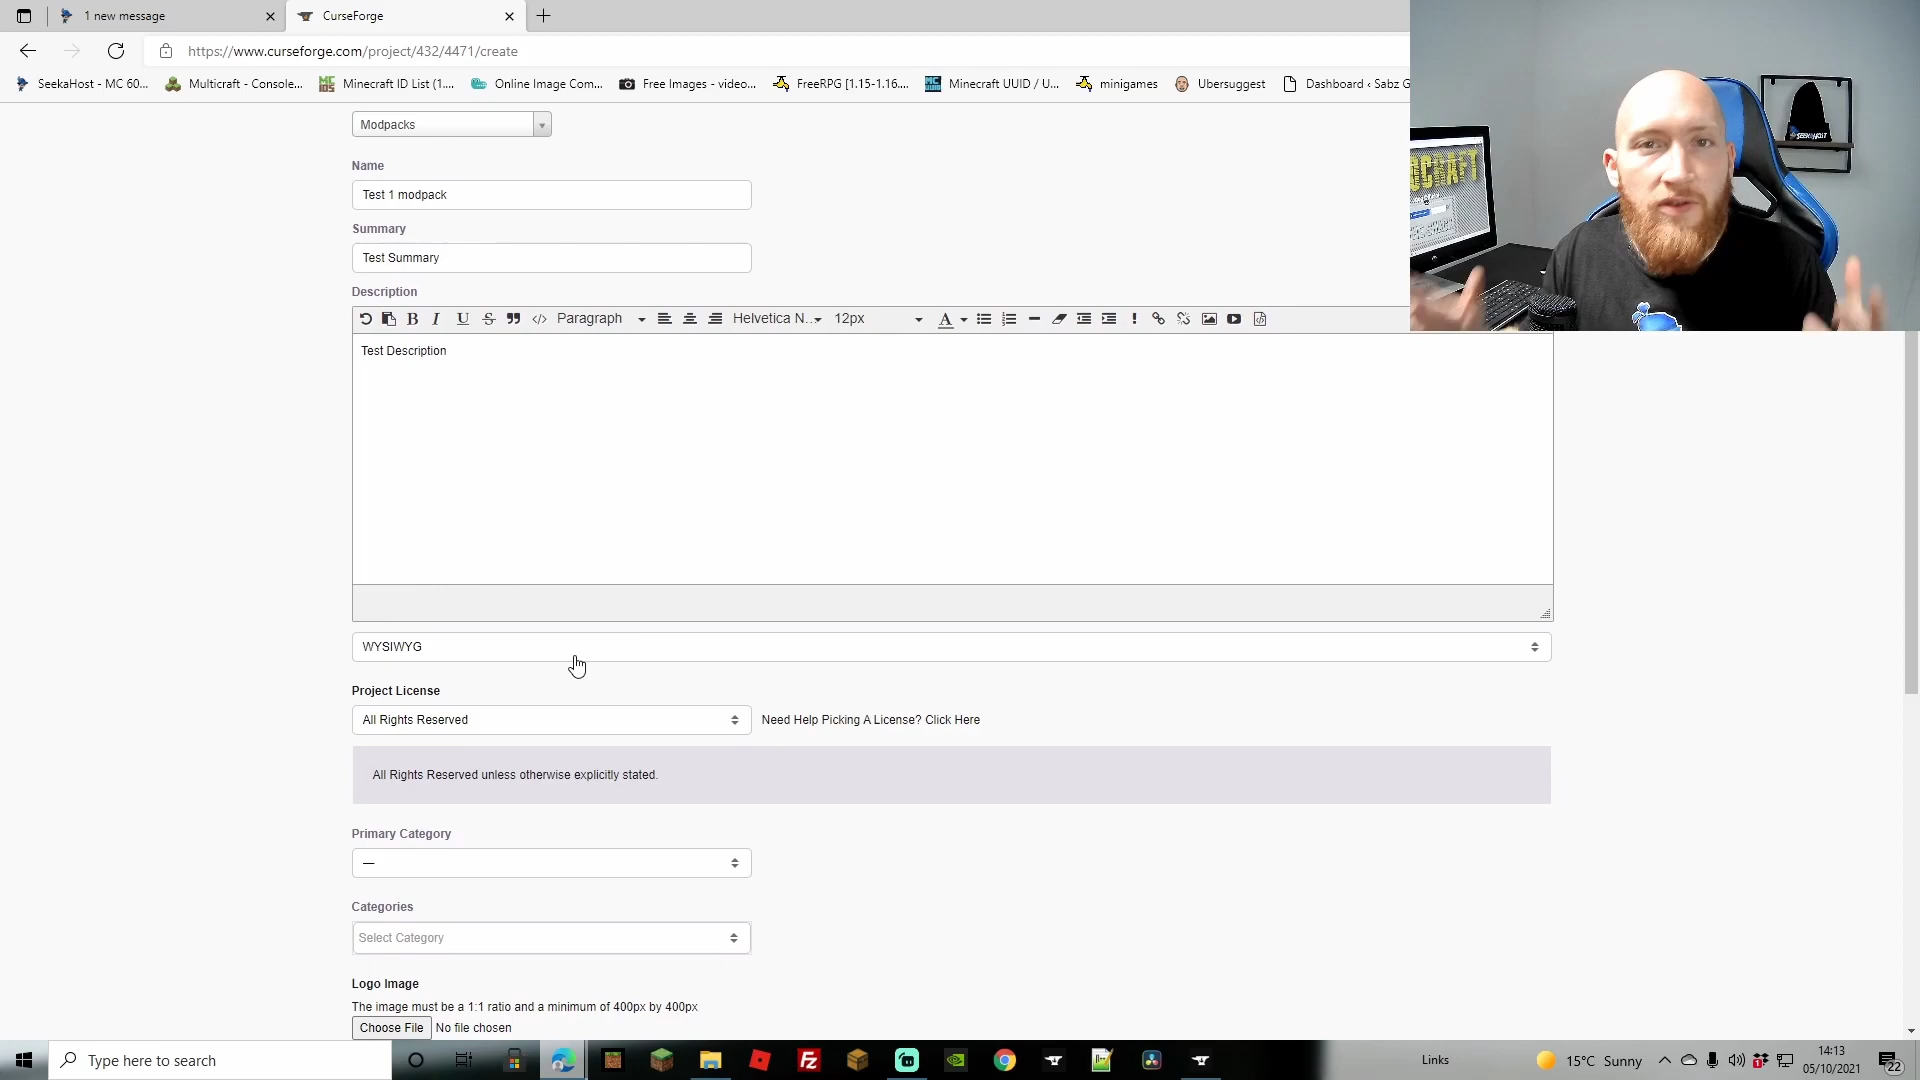 1 new message
CurseForge
https://www.curseforge.com/project/432/4471/create
SeekaHost - MC 60...
Multicraft - Console...
Minecraft ID List (1....
Online Image Com...
Free Images - video...
FreeRPG [1.15-1.16....
Minecraft UUID / U...
minigames
Ubersuggest
Dashboard ‹ Sabz G
Modpacks
Name
Test 1 modpack
Summary
Test Summary
Description
Paragraph
Helvetica N...
12px
Test Description
WYSIWYG
Project License
All Rights Reserved
Need Help Picking A License? Click Here
All Rights Reserved unless otherwise explicitly stated.
Primary Category
—
Categories
Select Category
Logo Image
The image must be a 1:1 ratio and a minimum of 400px by 400px
Choose File No file chosen
Type here to search
Links
15°C Sunny
14:13
05/10/2021
22